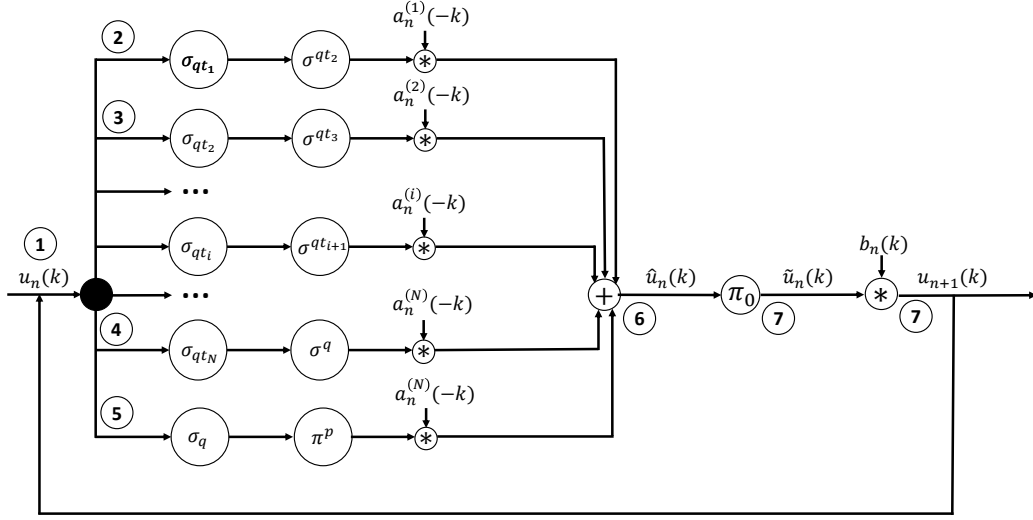 2 σ_{qt_1} σ^{qt_2} a_n^{(1)}(-k) *
3 σ_{qt_2} σ^{qt_3} a_n^{(2)}(-k) *
...
1 u_n(k) σ_{qt_i} σ^{qt_{i+1}} a_n^{(i)}(-k) *
...
4 σ_{qt_N} σ^q a_n^{(N)}(-k) *
5 σ_q π^p a_n^{(N)}(-k) *
+ 6 û_n(k) π_0 7 ũ_n(k) b_n(k) * 7 u_{n+1}(k)